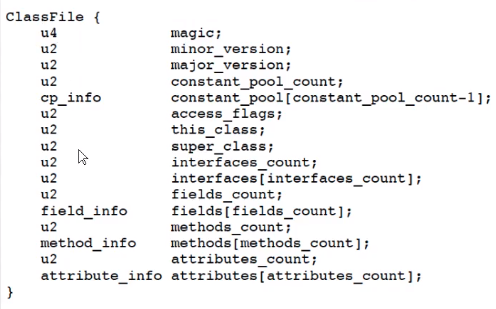 ClassFile {
    u4             magic;
    u2             minor_version;
    u2             major_version;
    u2             constant_pool_count;
    cp_info        constant_pool[constant_pool_count-1];
    u2             access_flags;
    u2             this_class;
    u2             super_class;
    u2             interfaces_count;
    u2             interfaces[interfaces_count];
    u2             fields_count;
    field_info     fields[fields_count];
    u2             methods_count;
    method_info    methods[methods_count];
    u2             attributes_count;
    attribute_info attributes[attributes_count];
}